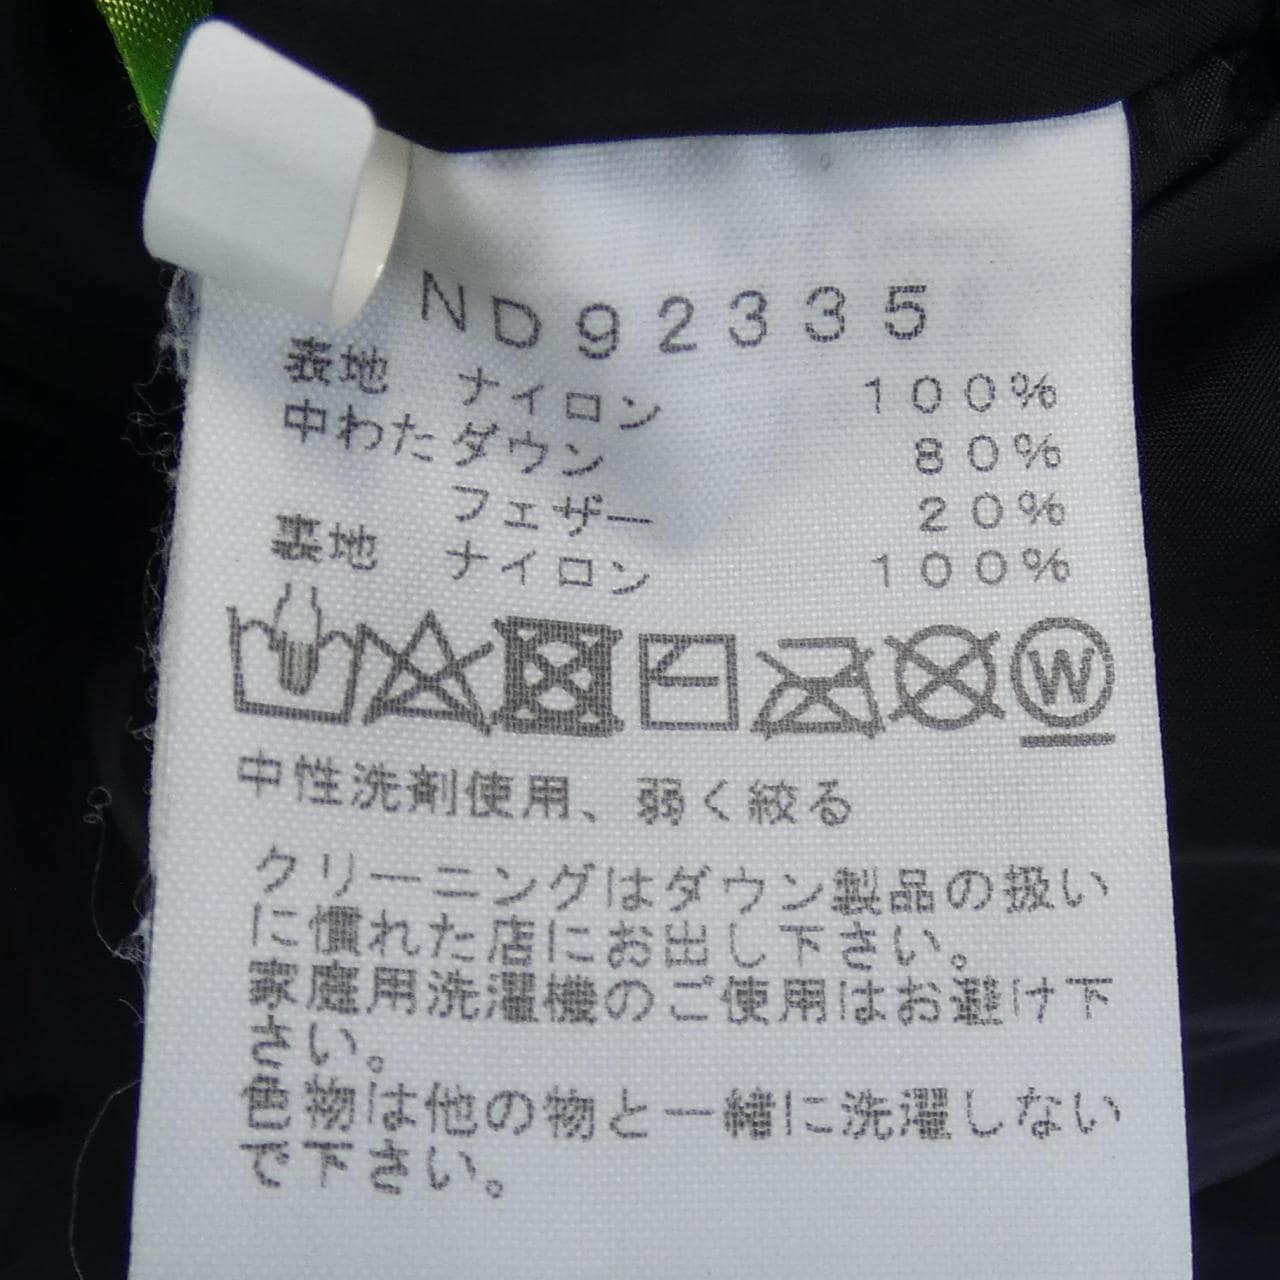 ND92335
表地 ナイロン 100%
中わた ダウン 80%
フェザー 20%
裏地 ナイロン 100%
W
中性洗剤使用、弱く絞る
クリーニングはダウン製品の扱い
に慣れた店にお出し下さい。
家庭用洗濯機のご使用はお避け下
さい。
色物は他の物と一緒に洗濯しない
で下さい。